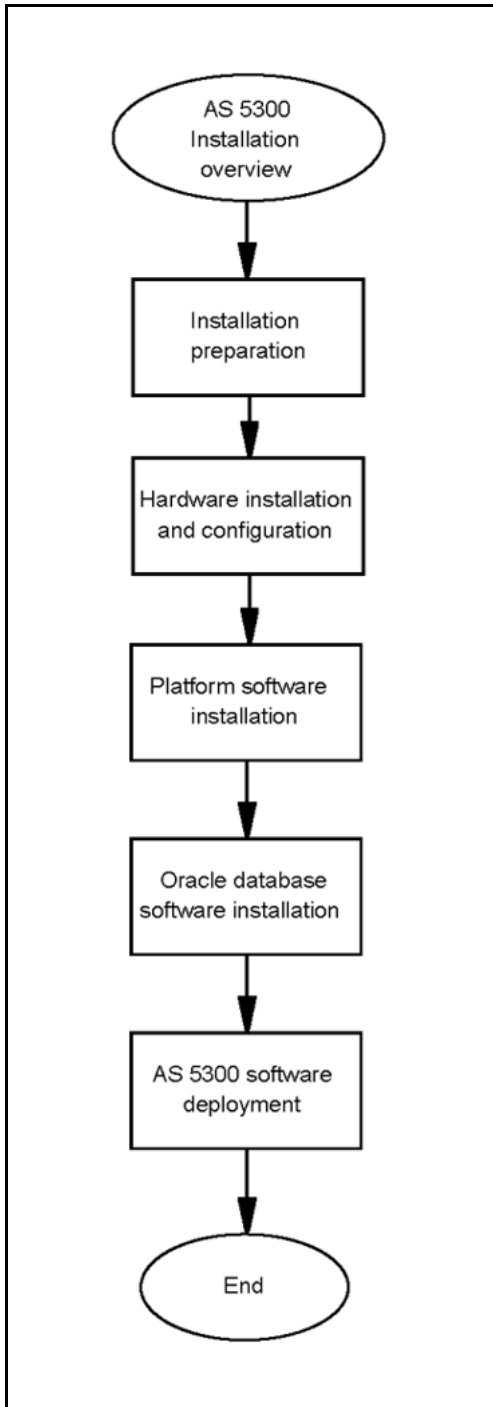 AS 5300
Installation
overview
Installation
preparation
Hardware installation
and configuration
Platform software
installation
Oracle database
software installation
AS 5300 software
deployment
End